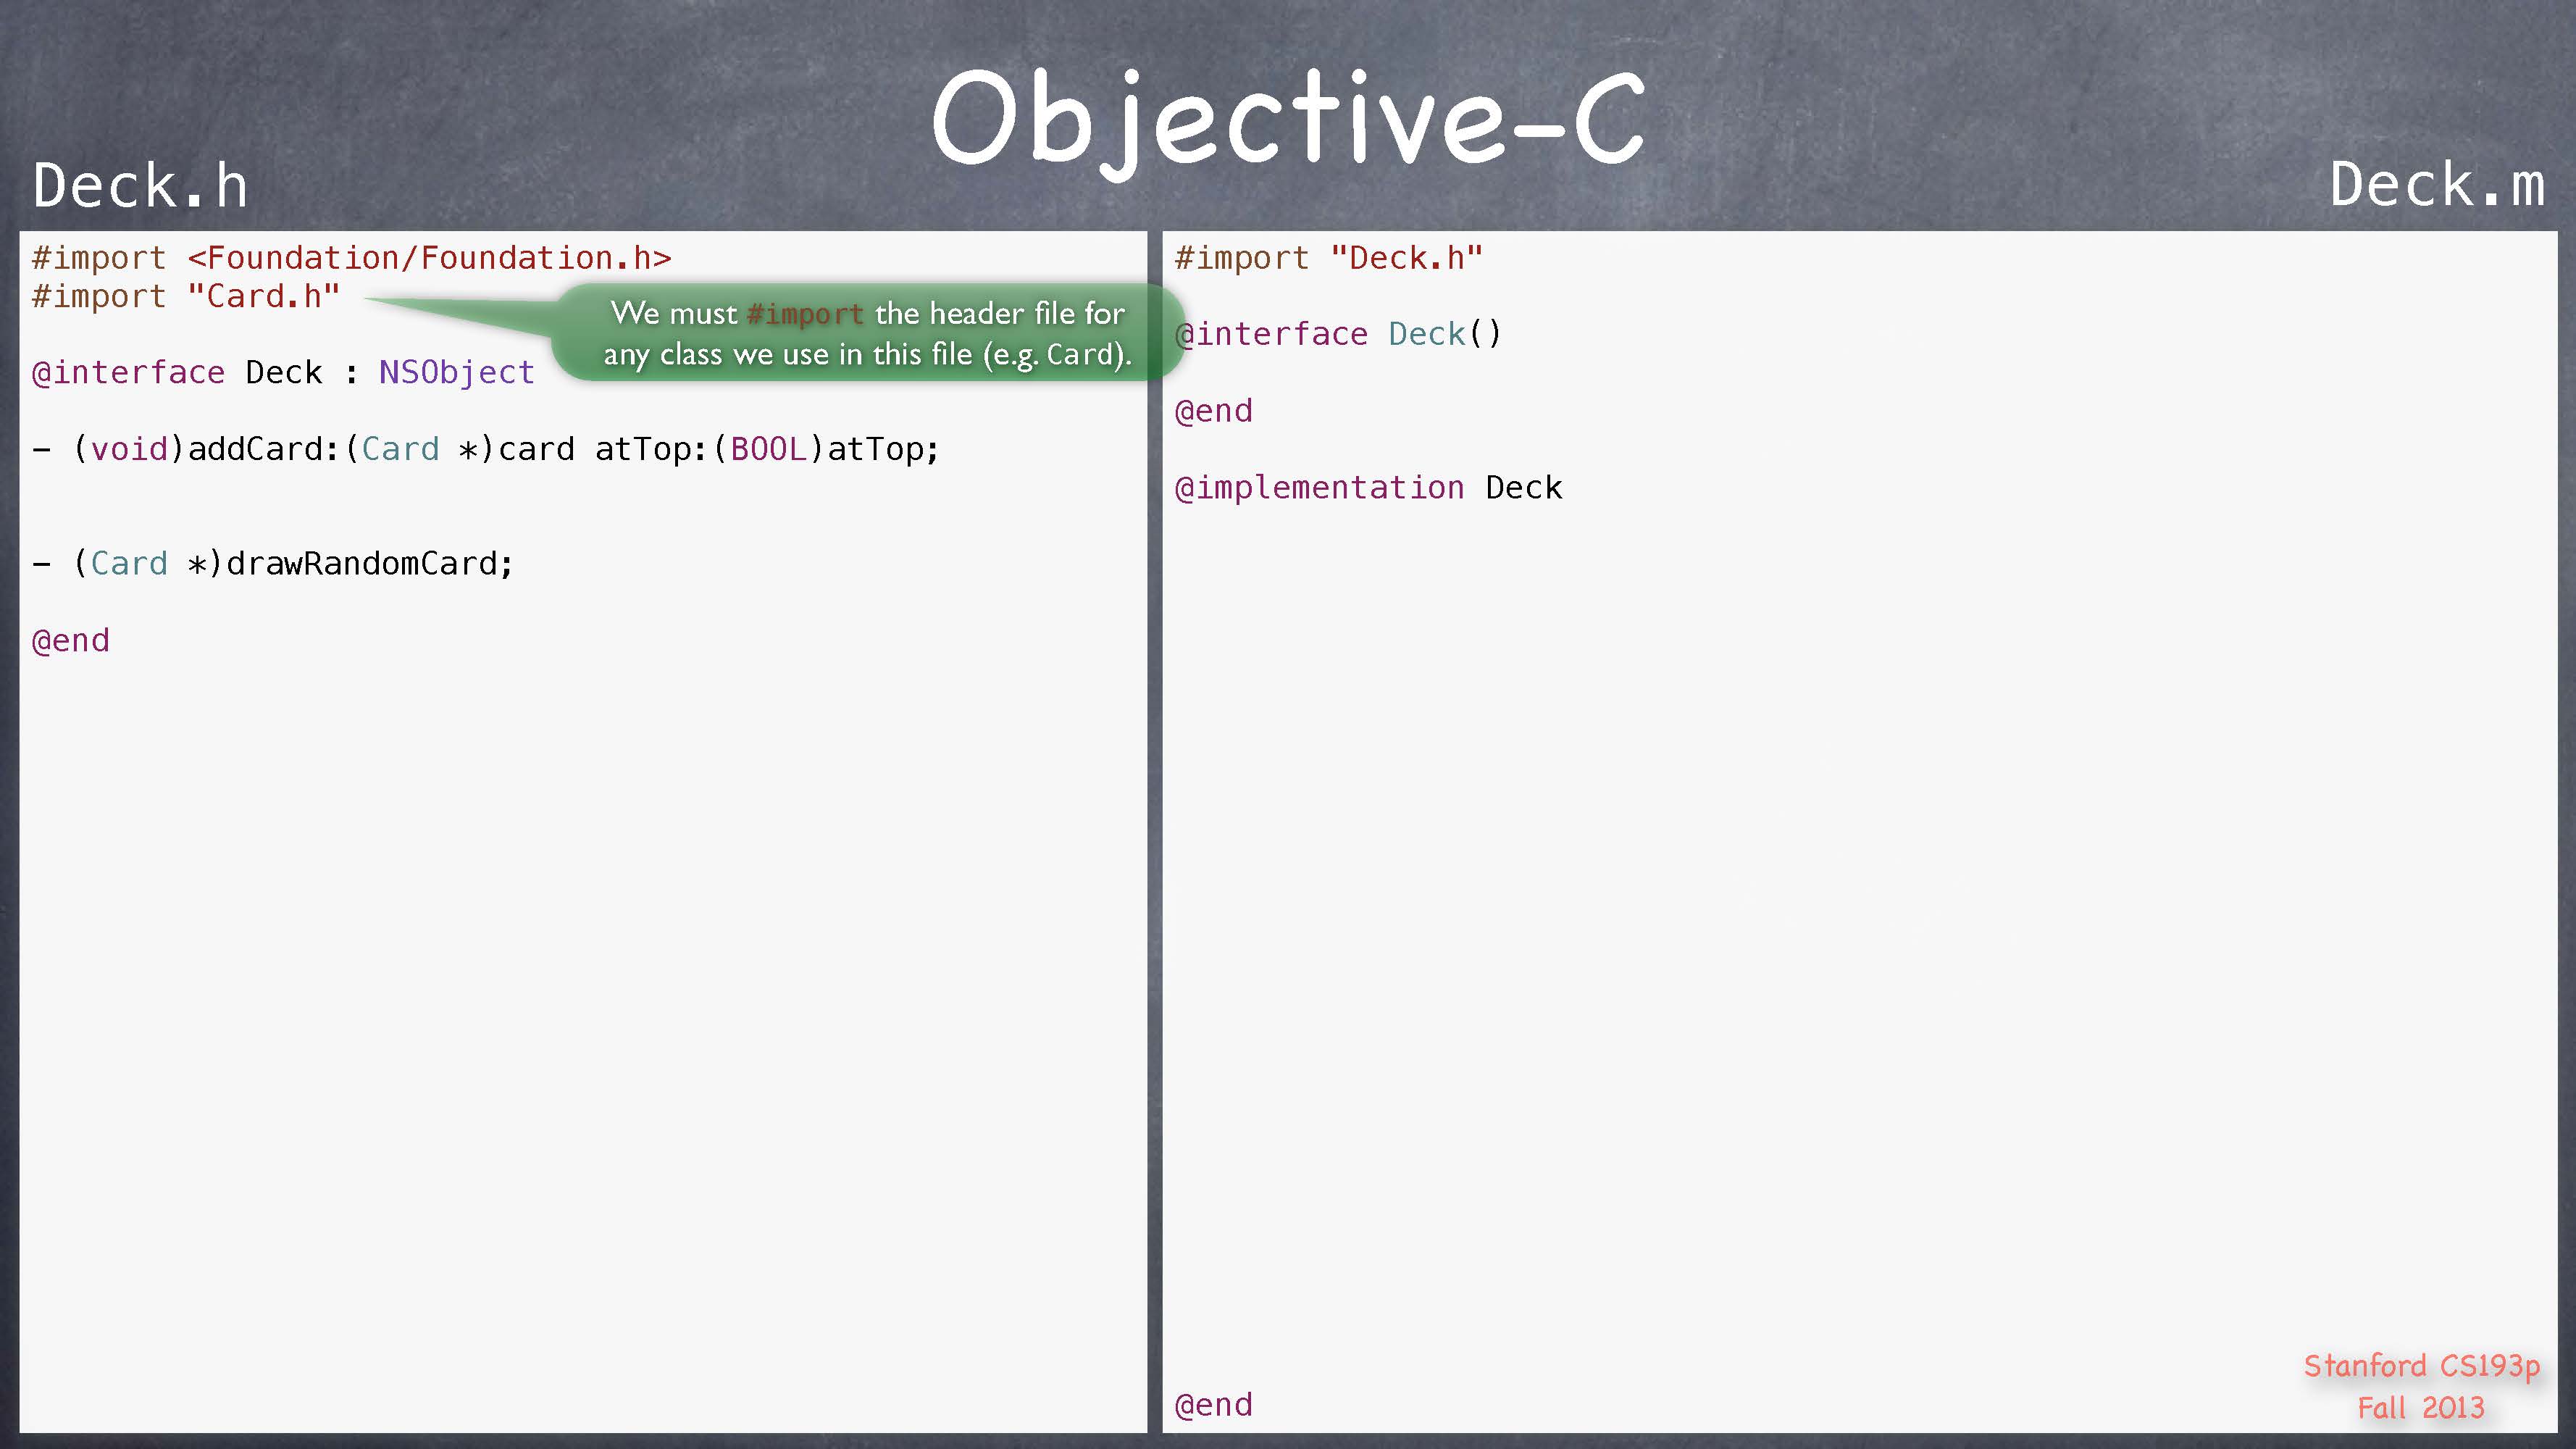 Objective-C
Deck.h
Deck.m
#import <Foundation/Foundation.h>
#import "Card.h"
We must #import the header file for
any class we use in this file (e.g. Card).
@interface Deck : NSObject
- (void)addCard:(Card *)card atTop:(BOOL)atTop;
- (Card *)drawRandomCard;
@end
#import "Deck.h"
@interface Deck()
@end
@implementation Deck
@end
Stanford CS193p
Fall 2013